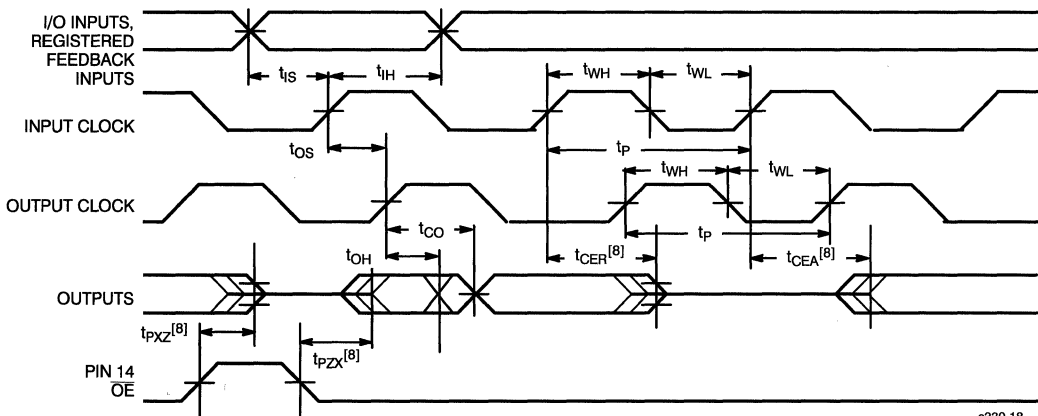 I/O INPUTS,
REGISTERED
FEEDBACK
INPUTS
tIS
tIH
tWH
tWL
INPUT CLOCK
tOS
tP
tWH
tWL
OUTPUT CLOCK
tCO
tP
tOH
tCER[8]
tCEA[8]
OUTPUTS
tPXZ[8]
tPZX[8]
PIN 14
OE
c330-18